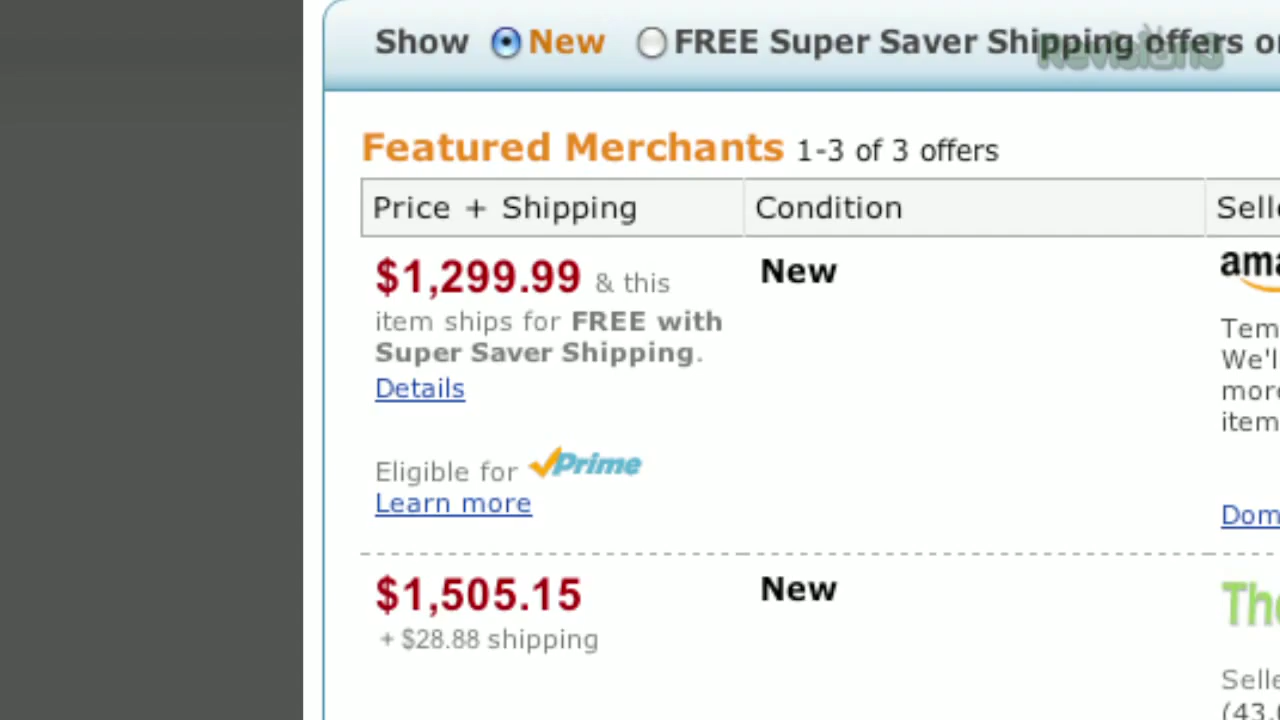 Show New FREE Super Saver Shipping offers
Revision3
Featured Merchants 1-3 of 3 offers
Price + Shipping Condition
$1,299.99 & this New
item ships for FREE with
Super Saver Shipping.
Details
We'l
Eligible for Prime
Learn more
$1,505.15 New
+ $28.88 shipping